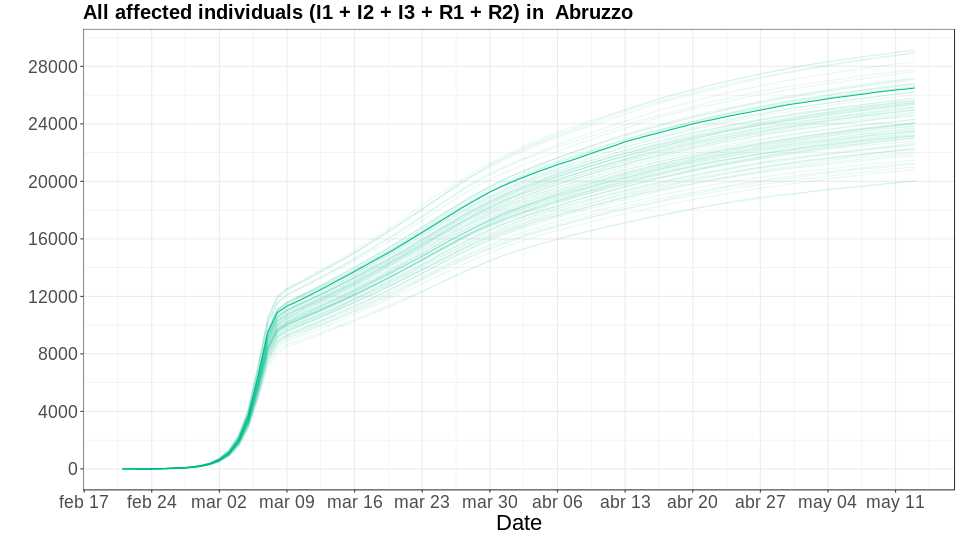 All affected individuals (I1 + I2 + I3 + R1 + R2) in  Abruzzo
28000
24000
20000
16000
12000
8000
4000
0
feb 17 feb 24 mar 02 mar 09 mar 16 mar 23 mar 30 abr 06 abr 13 abr 20 abr 27 may 04 may 11
Date